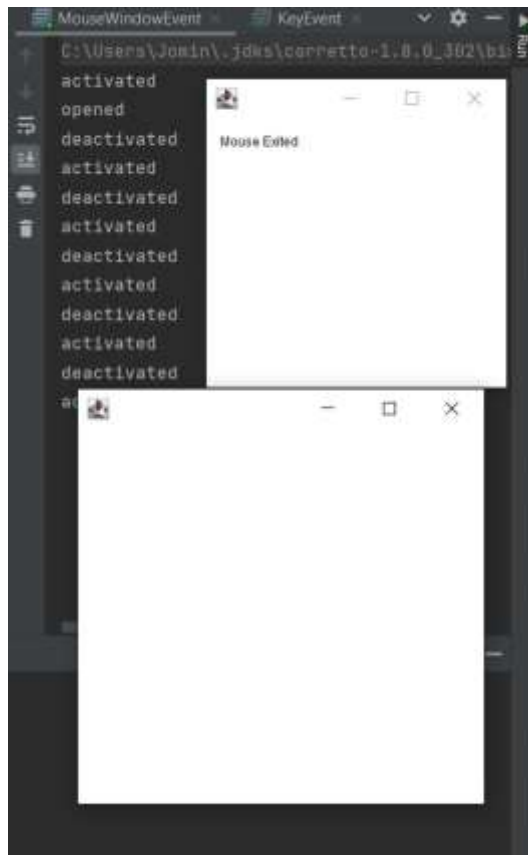 MouseWindowEvent KeyEvent
Run
C:\Users\Jomin\.jdks\corretto-1.8.0_302\bi
activated
opened
deactivated
activated
deactivated
activated
deactivated
activated
deactivated
activated
deactivated
Mouse Exited